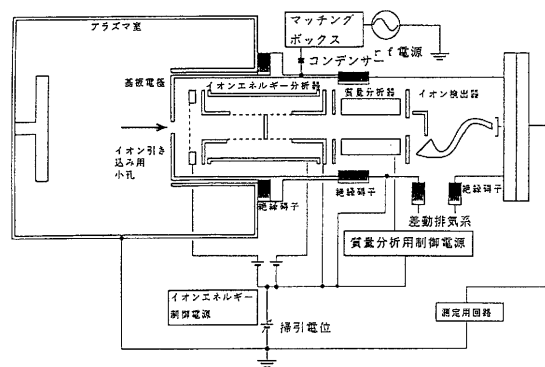 プラズマ室
マッチング
ボックス
コンデンサー
rf電源
基板電極
イオンエネルギー分析器
質量分析器
イオン検出器
イオン引き
込み用
小孔
絶縁碍子
絶縁碍子
絶縁碍子
差動排気系
質量分析用制御電源
イオンエネルギー
制御電源
掃引電位
測定用回路